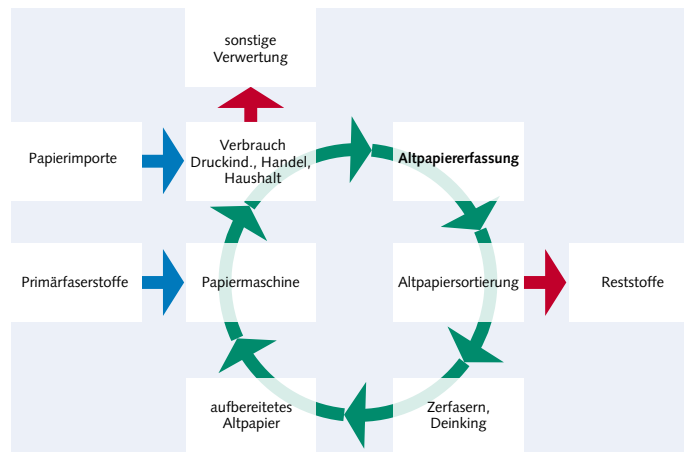 sonstige
Verwertung
Papierimporte
Verbrauch
Druckind., Handel,
Haushalt
Altpapiererfassung
Primärfaserstoffe
Papiermaschine
Altpapiersortierung
Reststoffe
aufbereitetes
Altpapier
Zerfasern,
Deinking